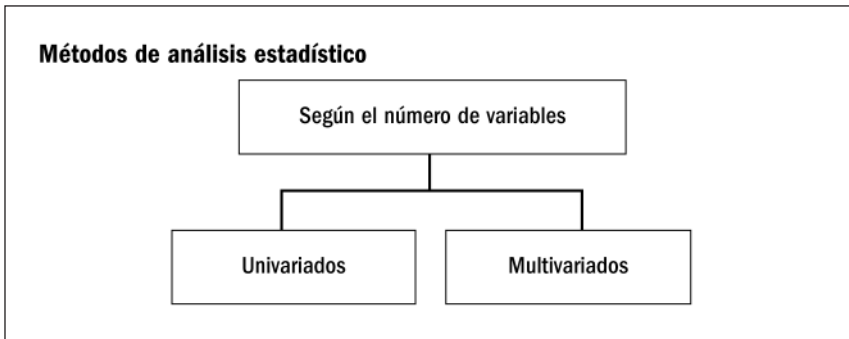 Métodos de análisis estadístico
Según el número de variables
Univariados
Multivariados